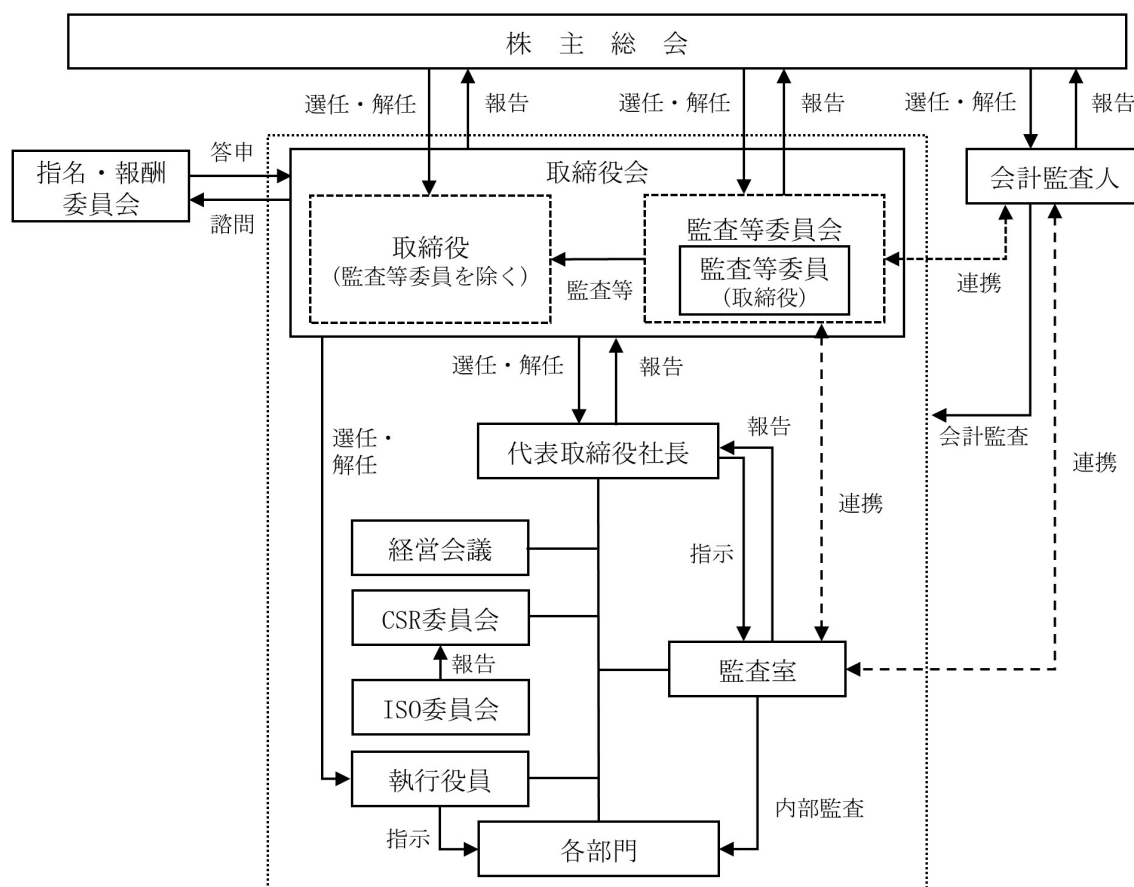 株 主 総 会
選任・解任
報告
選任・解任
報告
選任・解任
報告
答申
指名・報酬
委員会
諮問
取締役会
会計監査人
取締役
(監査等委員を除く)
監査等
監査等委員会
監査等委員
(取締役)
連携
選任・解任
報告
選任・
解任
代表取締役社長
報告
会計監査
連携
連携
指示
経営会議
CSR委員会
報告
ISO委員会
監査室
執行役員
指示
内部監査
各部門